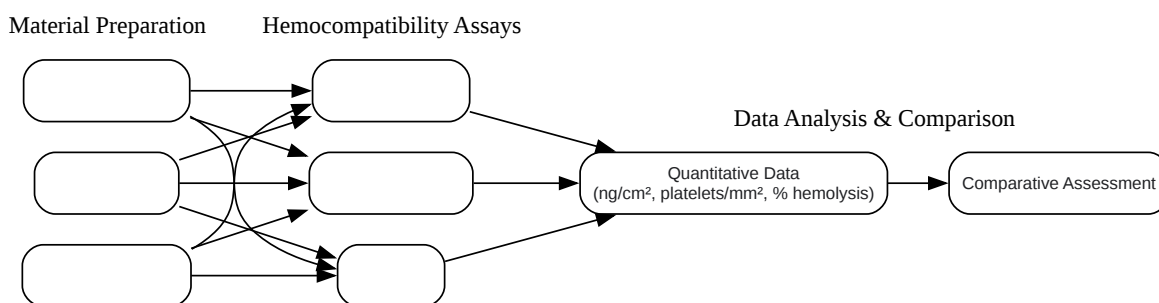 Material Preparation
Hemocompatibility Assays
Data Analysis & Comparison
Quantitative Data
(ng/cm², platelets/mm², % hemolysis)
Comparative Assessment